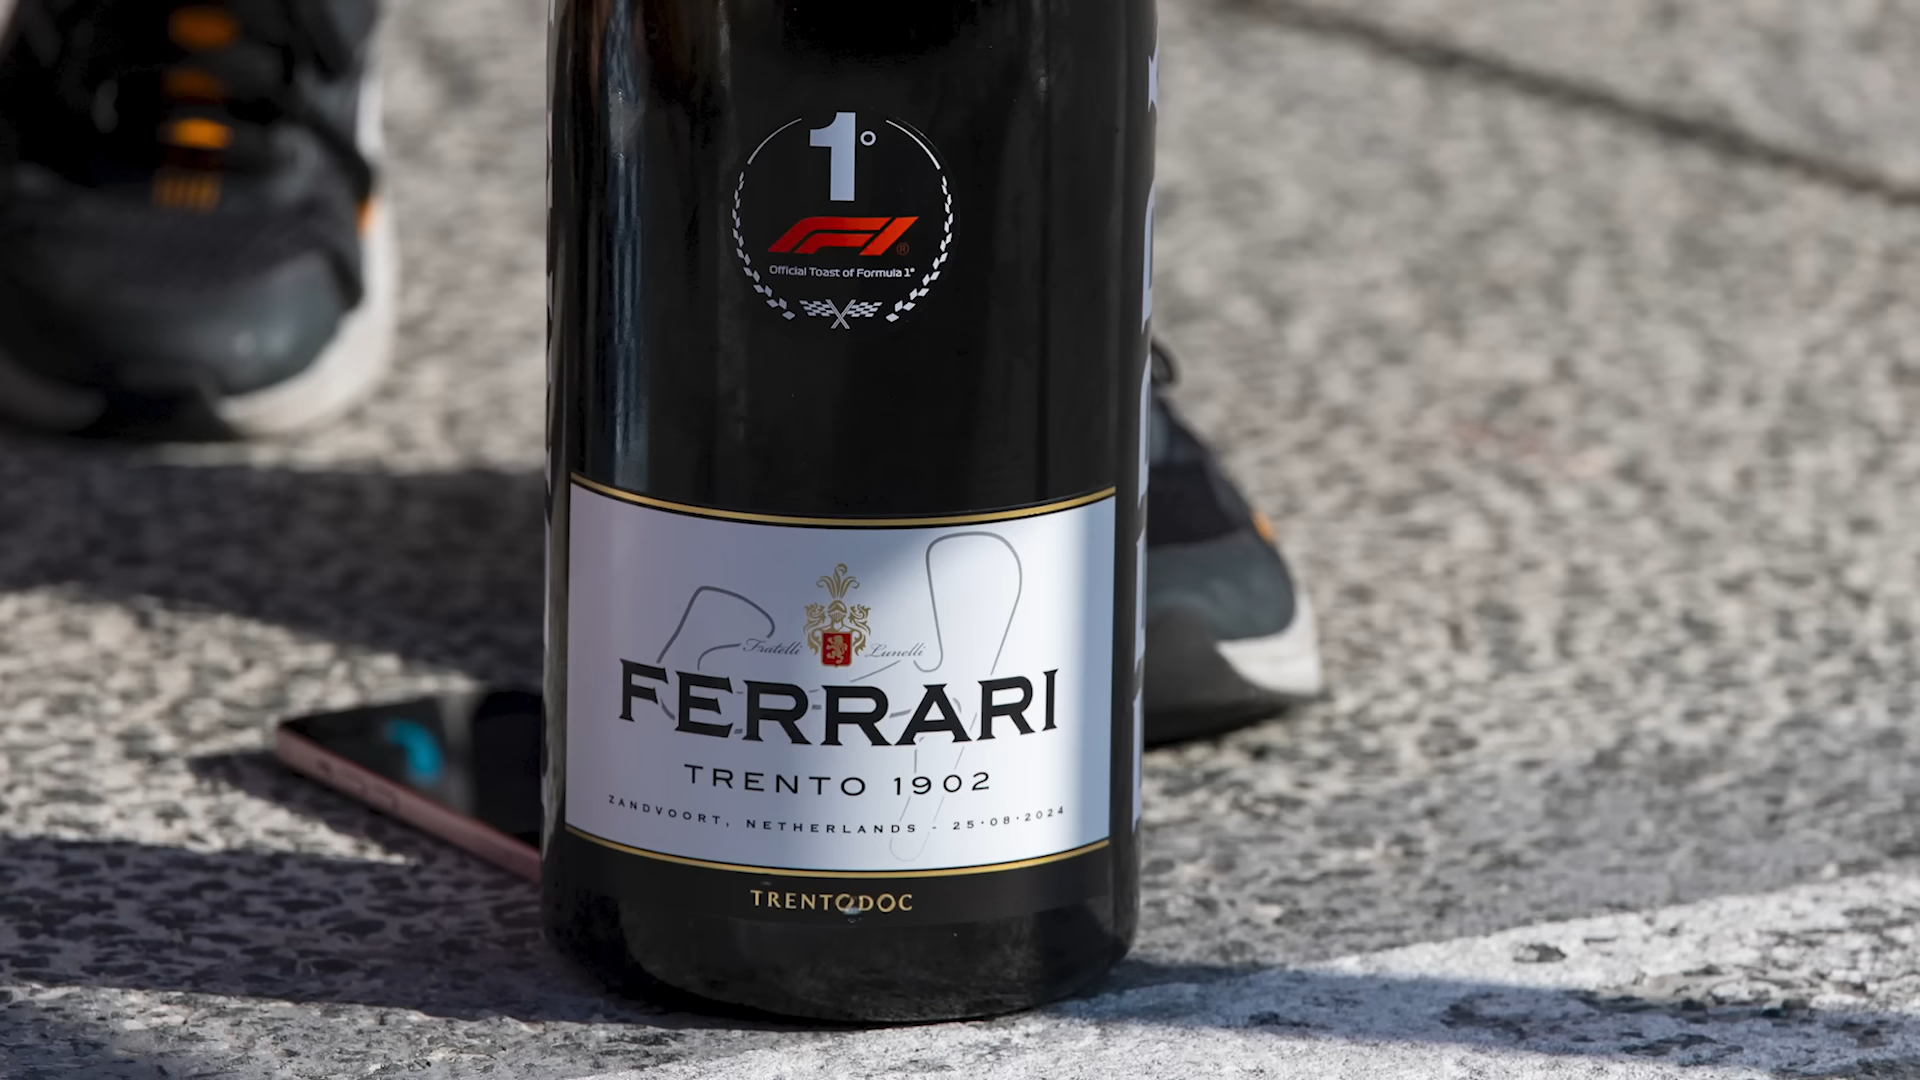 1°
F1®
Official Toast of Formula 1®
Fratelli Lunelli
FERRARI
TRENTO 1902
ZANDVOORT, NETHERLANDS - 25·08·2024
TRENTODOC